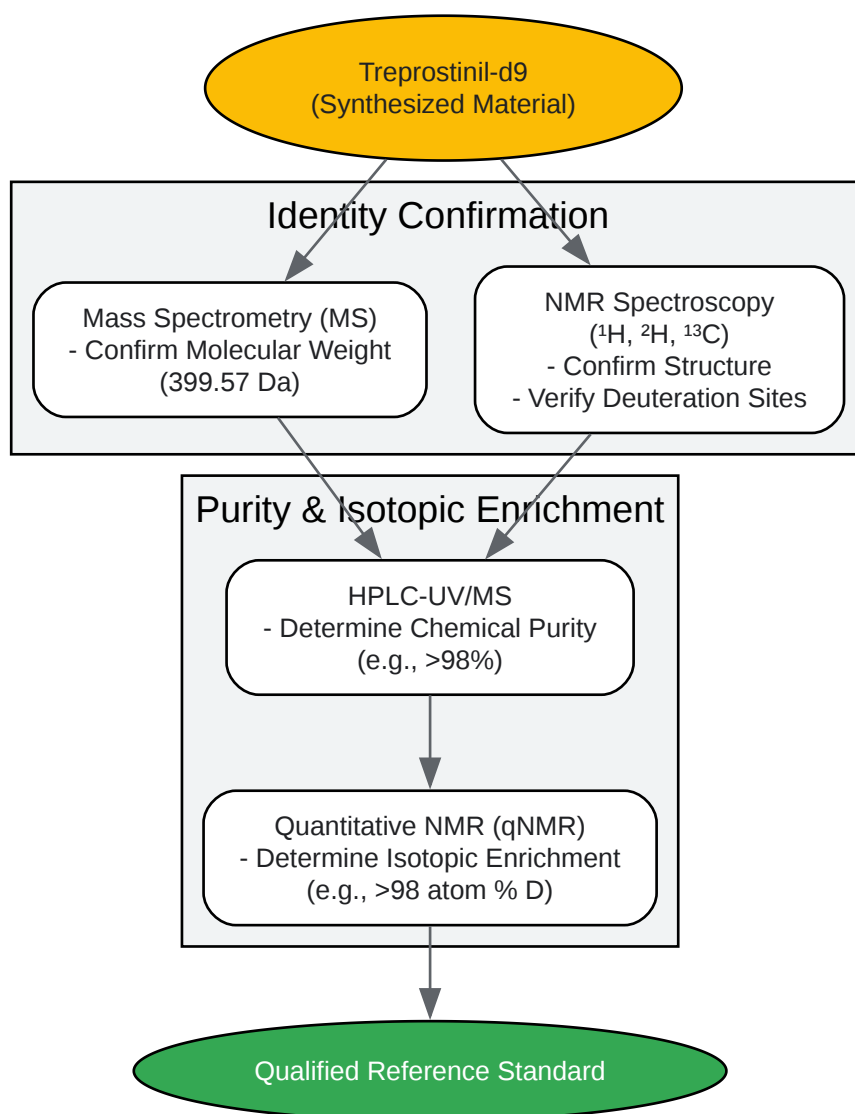 Treprostinil-d9
(Synthesized Material)
Identity Confirmation
Mass Spectrometry (MS)
- Confirm Molecular Weight
(399.57 Da)
NMR Spectroscopy
(¹H, ²H, ¹³C)
- Confirm Structure
- Verify Deuteration Sites
Purity & Isotopic Enrichment
HPLC-UV/MS
- Determine Chemical Purity
(e.g., >98%)
Quantitative NMR (qNMR)
- Determine Isotopic Enrichment
(e.g., >98 atom % D)
Qualified Reference Standard